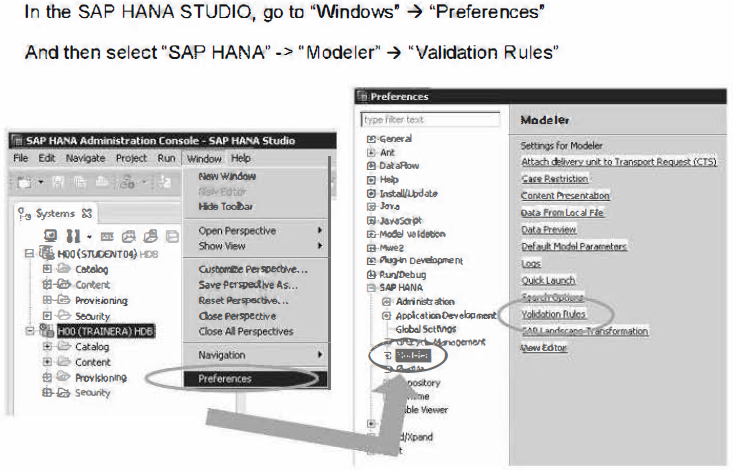 In the SAP HANA STUDIO, go to “Windows” → “Preferences”
And then select “SAP HANA” -> “Modeler” → “Validation Rules”
SAP HANA Administration Console - SAP HANA Studio
File Edit Navigate Project Run Window Help
New Window
New Editor
Hide Toolbar
Open Perspective
Show View
Customize Perspective...
Save Perspective As...
Reset Perspective...
Close Perspective
Close All Perspectives
Navigation
Preferences
Systems
H00 (STUDENT04) HDB
Catalog
Content
Provisioning
Security
H00 (TRAINERA) HDB
Catalog
Content
Provisioning
Security
Preferences
type filter text
General
Ant
DataFlow
Help
Install/Update
Java
JavaScript
Model Validation
Mwe2
Plug-in Development
Run/Debug
SAP HANA
Administration
Application Development
Global Settings
Management
Modeler
Viewer
Modeler
Settings for Modeler
Attach delivery unit to Transport Request (CTS)
Case Restriction
Content Presentation
Data From Local File
Data Preview
Default Model Parameters
Logs
Quick Launch
Search Options
Validation Rules
SAP Landscape Transformation
View Editor